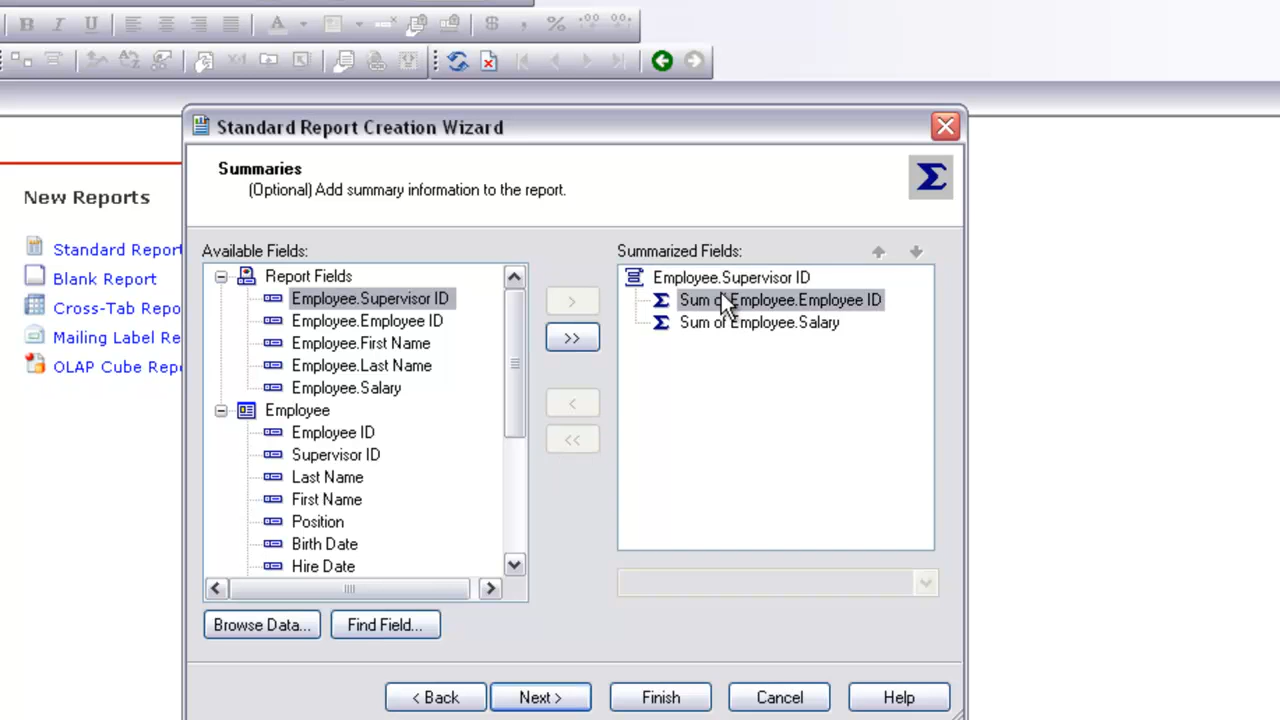 B I U A $ , %
Standard Report Creation Wizard
Summaries
(Optional) Add summary information to the report.
New Reports
Standard Report
Blank Report
Cross-Tab Repo
Mailing Label Re
OLAP Cube Repo
Available Fields:
Report Fields
Employee.Supervisor ID
Employee.Employee ID
Employee.First Name
Employee.Last Name
Employee.Salary
Employee
Employee ID
Supervisor ID
Last Name
First Name
Position
Birth Date
Hire Date
>
>>
<
<<
Summarized Fields:
Employee.Supervisor ID
Σ Sum of Employee.Employee ID
Σ Sum of Employee.Salary
Browse Data... Find Field...
< Back Next > Finish Cancel Help